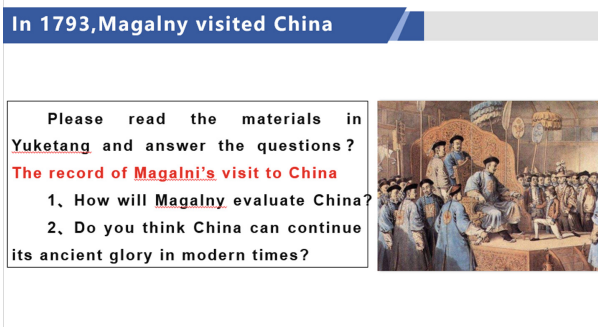 In 1793,Magalny visited China
Please read the materials in
Yuketang and answer the questions?
The record of Magalni's visit to China
1、How will Magalny evaluate China?
2、Do you think China can continue
its ancient glory in modern times?